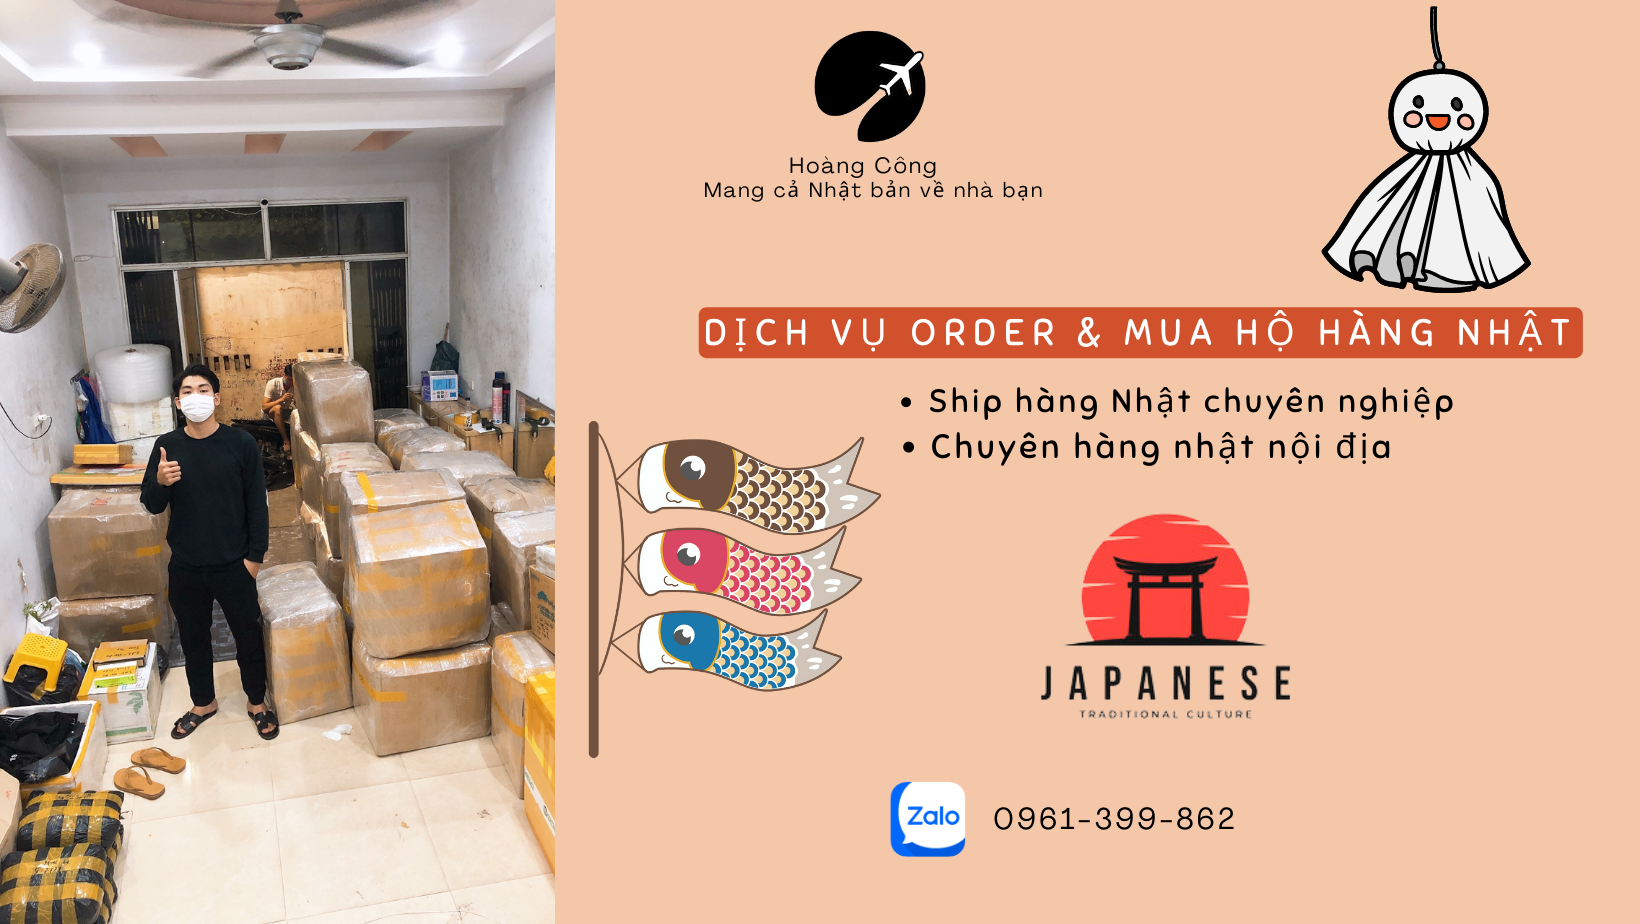 Hoàng Công
Mang cả Nhật bản về nhà bạn
DỊCH VỤ ORDER & MUA HỘ HÀNG NHẬT
• Ship hàng Nhật chuyên nghiệp
• Chuyên hàng nhật nội địa
JAPANESE
TRADITIONAL CULTURE
Zalo
0961-399-862